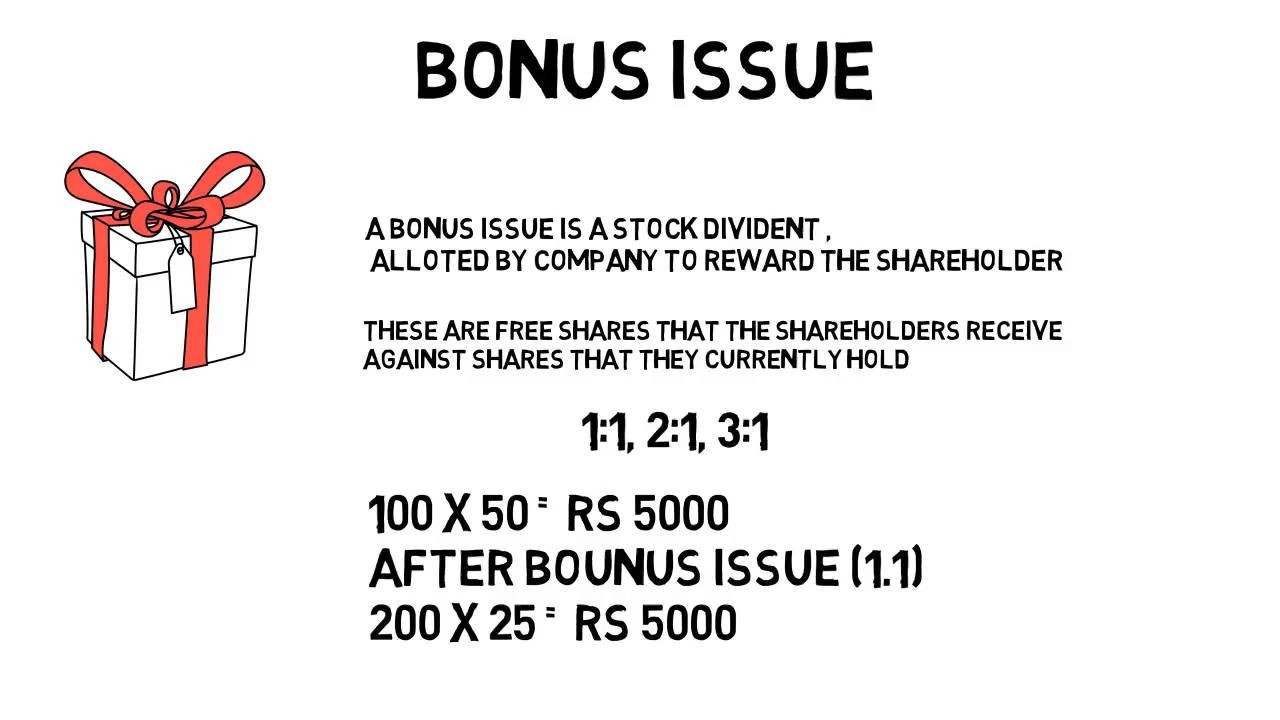 BONUS ISSUE
A BONUS ISSUE IS A STOCK DIVIDENT ,
ALLOTED BY COMPANY TO REWARD THE SHAREHOLDER
THESE ARE FREE SHARES THAT THE SHAREHOLDERS RECEIVE
AGAINST SHARES THAT THEY CURRENTLY HOLD
1:1, 2:1, 3:1
100 X 50 = RS 5000
AFTER BOUNUS ISSUE (1.1)
200 X 25 = RS 5000